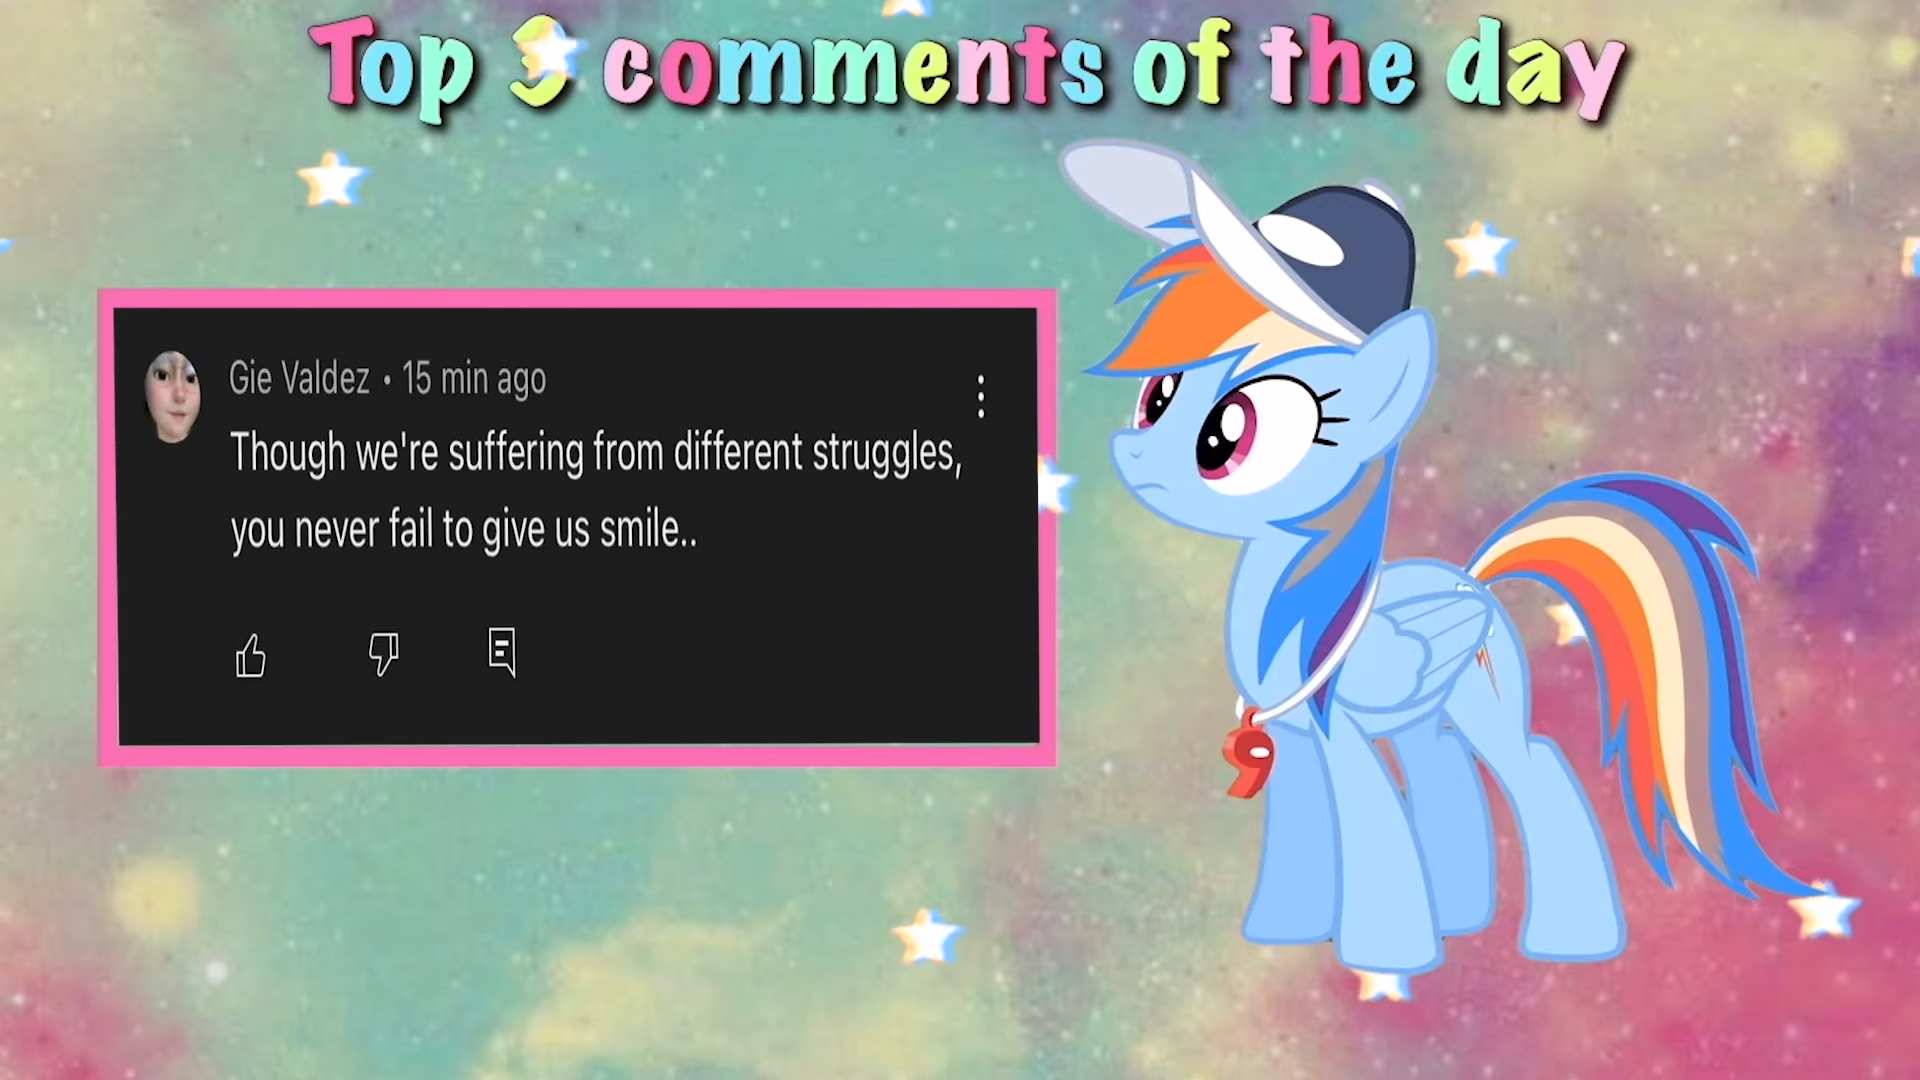 Top 3 comments of the day
Gie Valdez • 15 min ago
Though we're suffering from different struggles,
you never fail to give us smile..